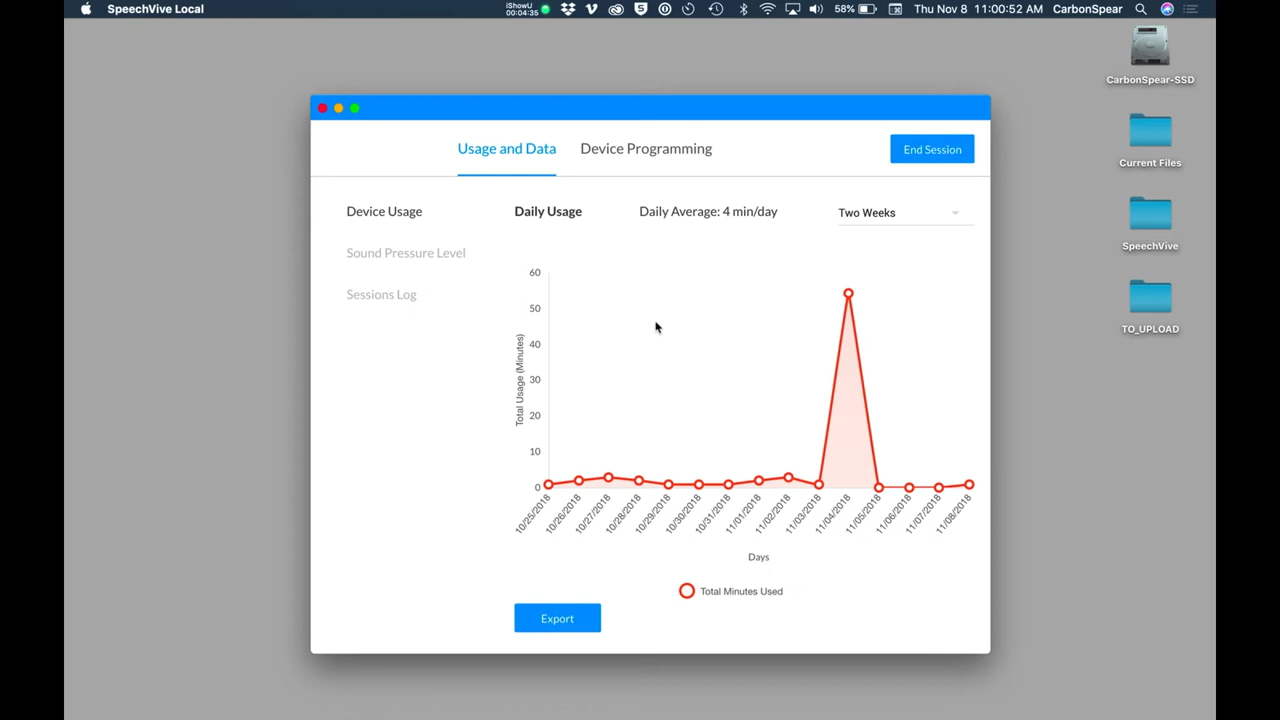 SpeechVive Local
iShowU
00:04:35
58%
Thu Nov 8 11:00:52 AM
CarbonSpear
CarbonSpear-SSD
Current Files
SpeechVive
TO_UPLOAD
Usage and Data
Device Programming
End Session
Device Usage
Sound Pressure Level
Sessions Log
Daily Usage
Daily Average: 4 min/day
Two Weeks
Total Usage (Minutes)
60
50
40
30
20
10
0
10/25/2018
10/26/2018
10/27/2018
10/28/2018
10/29/2018
10/30/2018
10/31/2018
11/01/2018
11/02/2018
11/03/2018
11/04/2018
11/05/2018
11/06/2018
11/07/2018
11/08/2018
Days
Total Minutes Used
Export